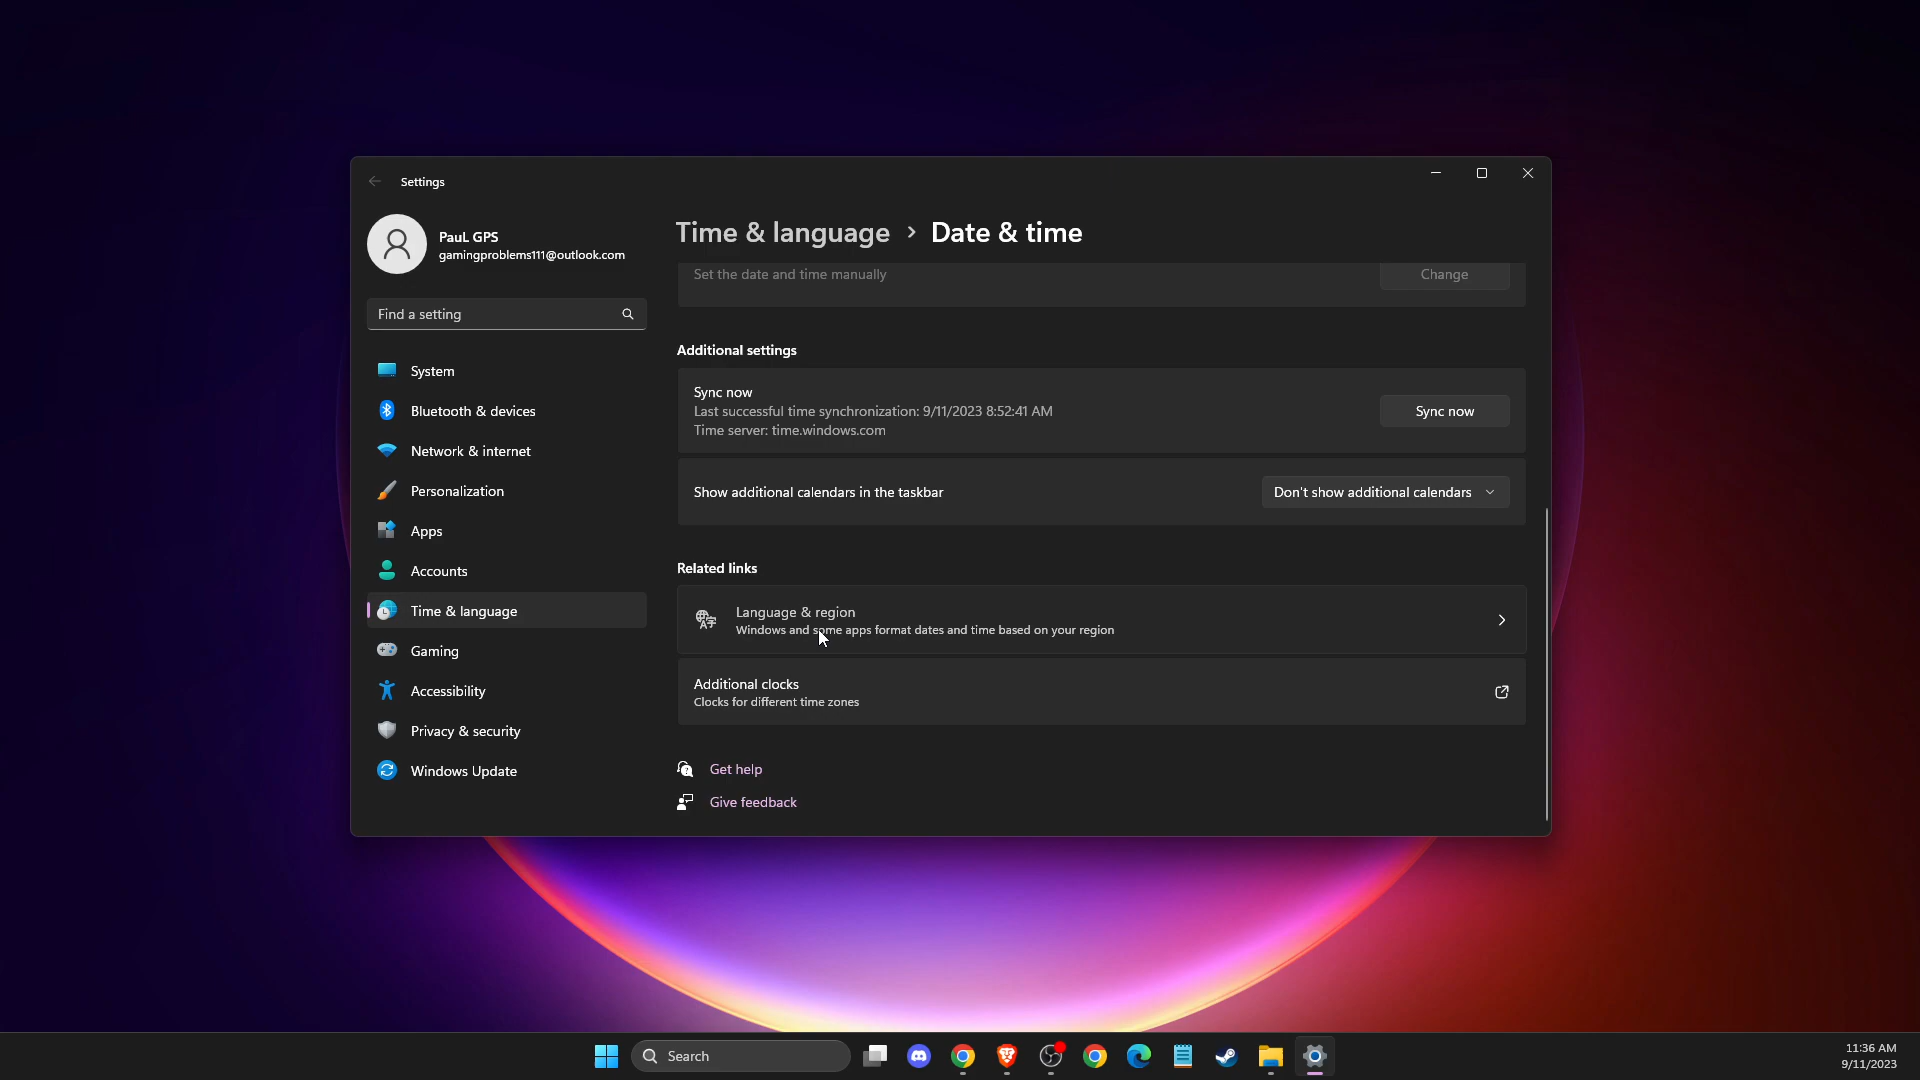 Settings
PauL GPS
gamingproblems111@outlook.com
Find a setting
System
Bluetooth & devices
Network & internet
Personalization
Apps
Accounts
Time & language
Gaming
Accessibility
Privacy & security
Windows Update
Time & language > Date & time
Set the date and time manually
Change
Additional settings
Sync now
Last successful time synchronization: 9/11/2023 8:52:41 AM
Time server: time.windows.com
Sync now
Show additional calendars in the taskbar
Don't show additional calendars
Related links
Language & region
Windows and some apps format dates and time based on your region
Additional clocks
Clocks for different time zones
Get help
Give feedback
Search
11:36 AM
9/11/2023